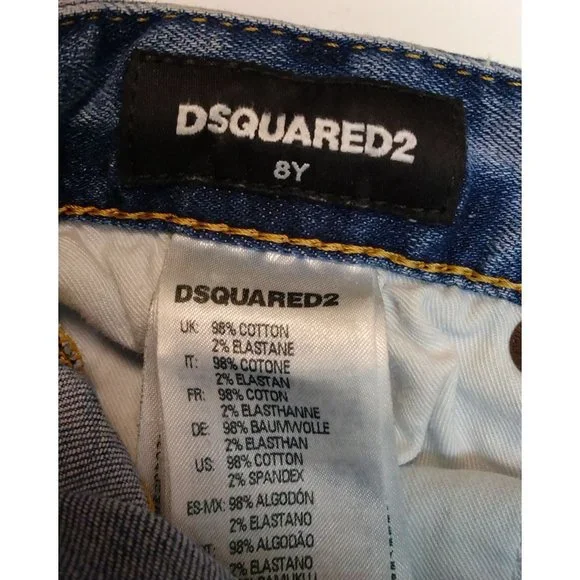 DSQUARED2
8Y
DSQUARED2
UK: 98% COTTON
2% ELASTANE
IT: 98% COTONE
2% ELASTAN
FR: 98% COTON
2% ELASTHANNE
DE: 98% BAUMWOLLE
2% ELASTHAN
US: 98% COTTON
2% SPANDEX
ES-MX: 98% ALGODÓN
2% ELASTANO
98% ALGODÃO
2% ELASTANO